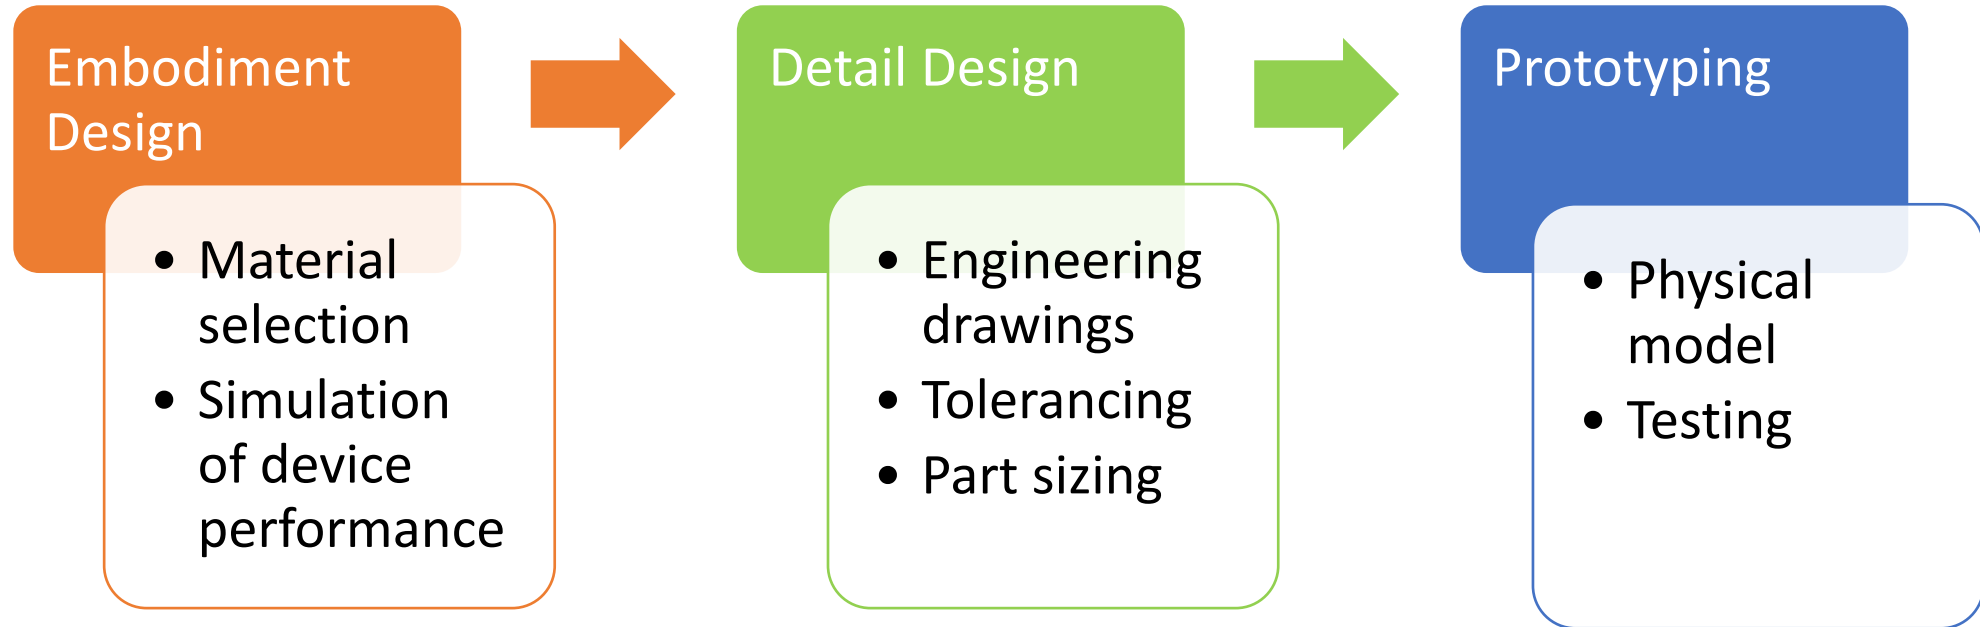 Embodiment
Design
• Material
selection
• Simulation
of device
performance
Detail Design
• Engineering
drawings
• Tolerancing
• Part sizing
Prototyping
• Physical
model
• Testing